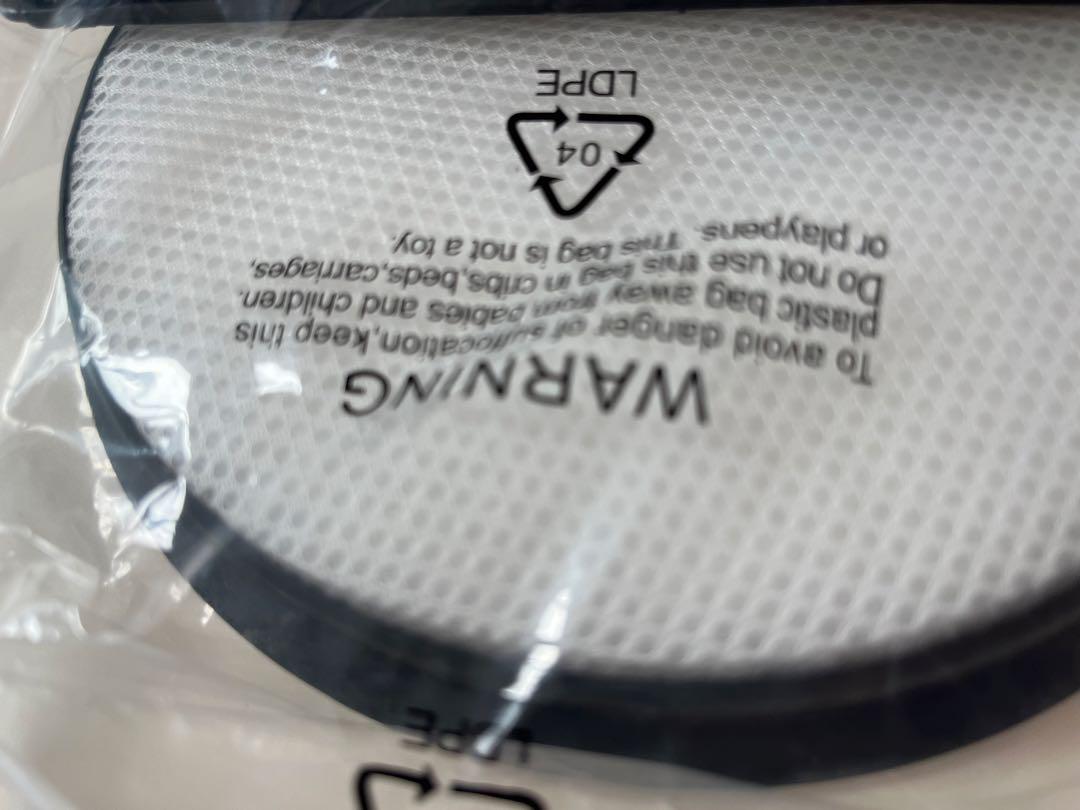 WARNING
To avoid danger of suffocation,keep this
plastic bag away from babies and children.
Do not use this bag in cribs,beds,carriages,
or playpens. This bag is not a toy.
04
LDPE
LDPE